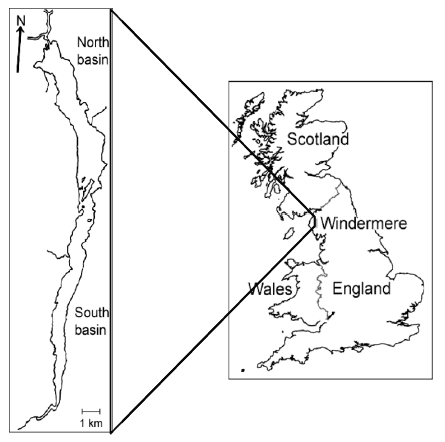 N
North
basin
South
basin
1 km
Scotland
Windermere
Wales
England